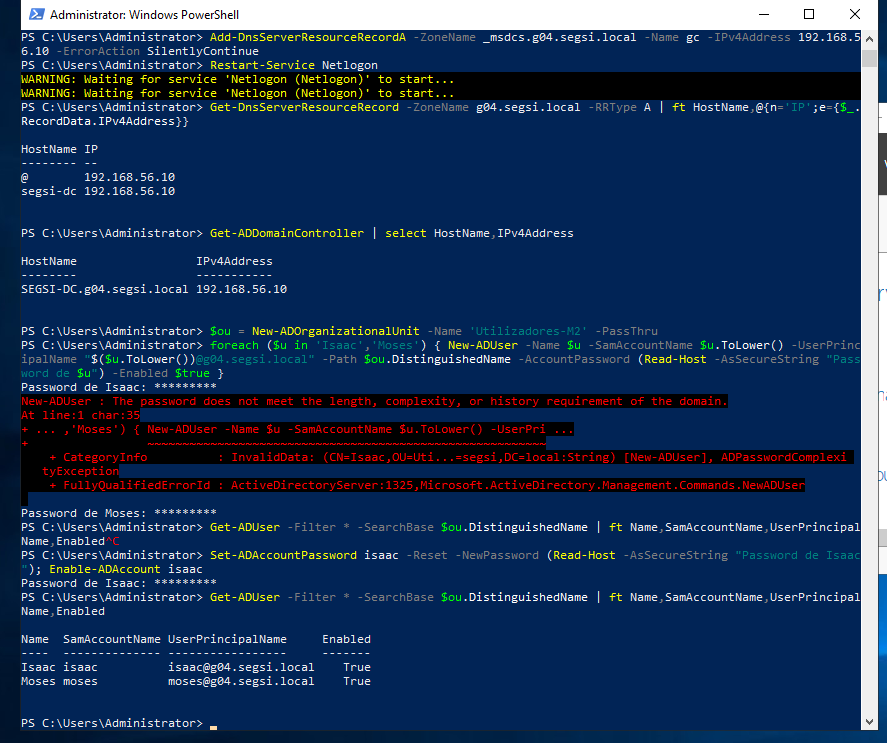 Administrator: Windows PowerShell
PS C:\Users\Administrator> Add-DnsServerResourceRecordA -ZoneName _msdcs.g04.segsi.local -Name gc -IPv4Address 192.168.5
6.10 -ErrorAction SilentlyContinue
PS C:\Users\Administrator> Restart-Service Netlogon
WARNING: Waiting for service 'Netlogon (Netlogon)' to start...
WARNING: Waiting for service 'Netlogon (Netlogon)' to start...
PS C:\Users\Administrator> Get-DnsServerResourceRecord -ZoneName g04.segsi.local -RRType A | ft HostName,@{n='IP';e={$_.
RecordData.IPv4Address}}
HostName IP
-------- --
@        192.168.56.10
segsi-dc 192.168.56.10
PS C:\Users\Administrator> Get-ADDomainController | select HostName,IPv4Address
HostName                 IPv4Address
--------                 -----------
SEGSI-DC.g04.segsi.local 192.168.56.10
PS C:\Users\Administrator> $ou = New-ADOrganizationalUnit -Name 'Utilizadores-M2' -PassThru
PS C:\Users\Administrator> foreach ($u in 'Isaac','Moses') { New-ADUser -Name $u -SamAccountName $u.ToLower() -UserPrinc
ipalName "$($u.ToLower())@g04.segsi.local" -Path $ou.DistinguishedName -AccountPassword (Read-Host -AsSecureString "Pass
word de $u") -Enabled $true }
Password de Isaac: *********
New-ADUser : The password does not meet the length, complexity, or history requirement of the domain.
At line:1 char:35
+ ... ,'Moses') { New-ADUser -Name $u -SamAccountName $u.ToLower() -UserPri ...
+                 ~~~~~~~~~~~~~~~~~~~~~~~~~~~~~~~~~~~~~~~~~~~~~~~~~~~~~~~~~
    + CategoryInfo          : InvalidData: (CN=Isaac,OU=Uti...=segsi,DC=local:String) [New-ADUser], ADPasswordComplexi
   tyException
    + FullyQualifiedErrorId : ActiveDirectoryServer:1325,Microsoft.ActiveDirectory.Management.Commands.NewADUser
Password de Moses: *********
PS C:\Users\Administrator> Get-ADUser -Filter * -SearchBase $ou.DistinguishedName | ft Name,SamAccountName,UserPrincipal
Name,Enabled^C
PS C:\Users\Administrator> Set-ADAccountPassword isaac -Reset -NewPassword (Read-Host -AsSecureString "Password de Isaac
"); Enable-ADAccount isaac
Password de Isaac: *********
PS C:\Users\Administrator> Get-ADUser -Filter * -SearchBase $ou.DistinguishedName | ft Name,SamAccountName,UserPrincipal
Name,Enabled
Name  SamAccountName UserPrincipalName     Enabled
----  -------------- -----------------     -------
Isaac isaac          isaac@g04.segsi.local    True
Moses moses          moses@g04.segsi.local    True
PS C:\Users\Administrator> _